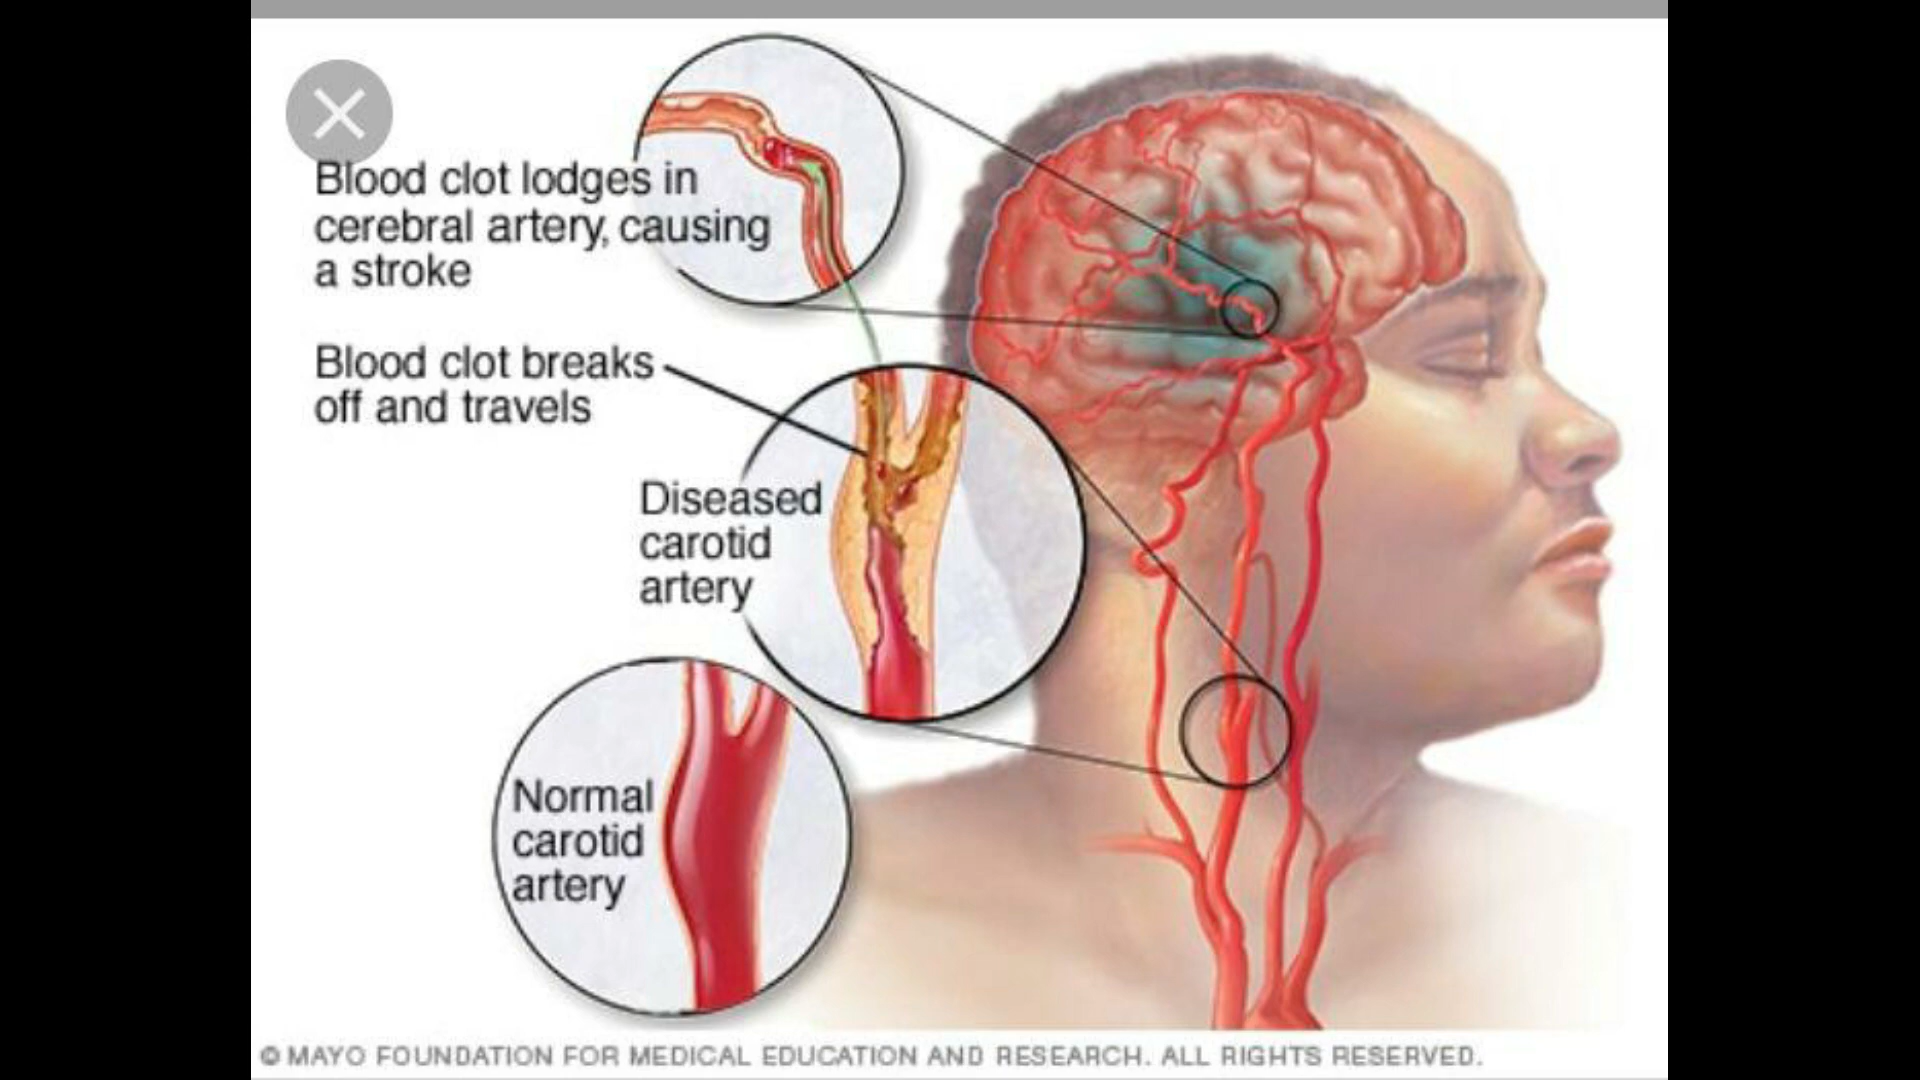 Blood clot lodges in
cerebral artery, causing
a stroke
Blood clot breaks
off and travels
Diseased
carotid
artery
Normal
carotid
artery
© MAYO FOUNDATION FOR MEDICAL EDUCATION AND RESEARCH. ALL RIGHTS RESERVED.